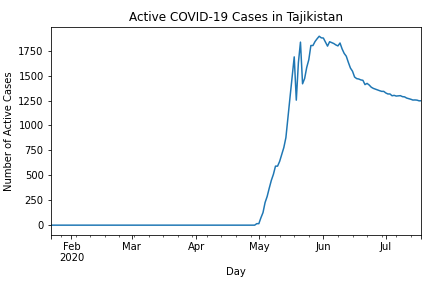 Active COVID-19 Cases in Tajikistan
Number of Active Cases
1750
1500
1250
1000
750
500
250
0
Feb
2020
Mar
Apr
May
Jun
Jul
Day